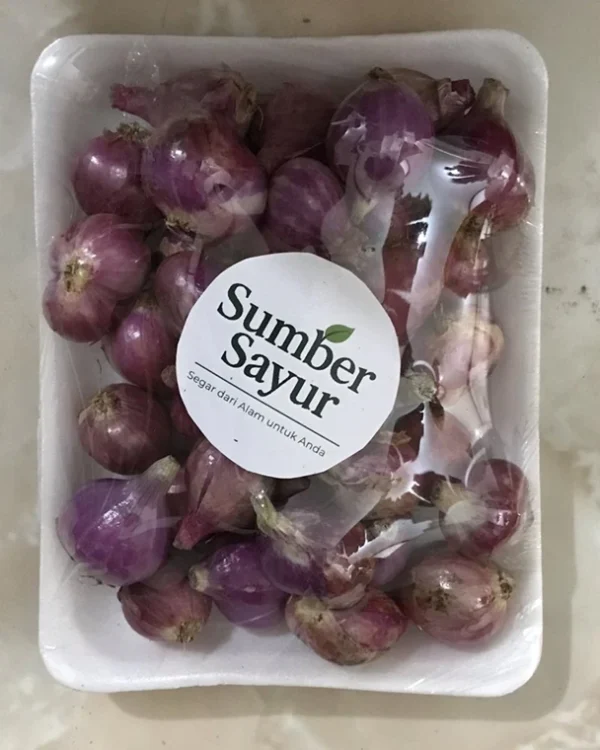 Sumber
Sayur
Segar dari Alam untuk Anda